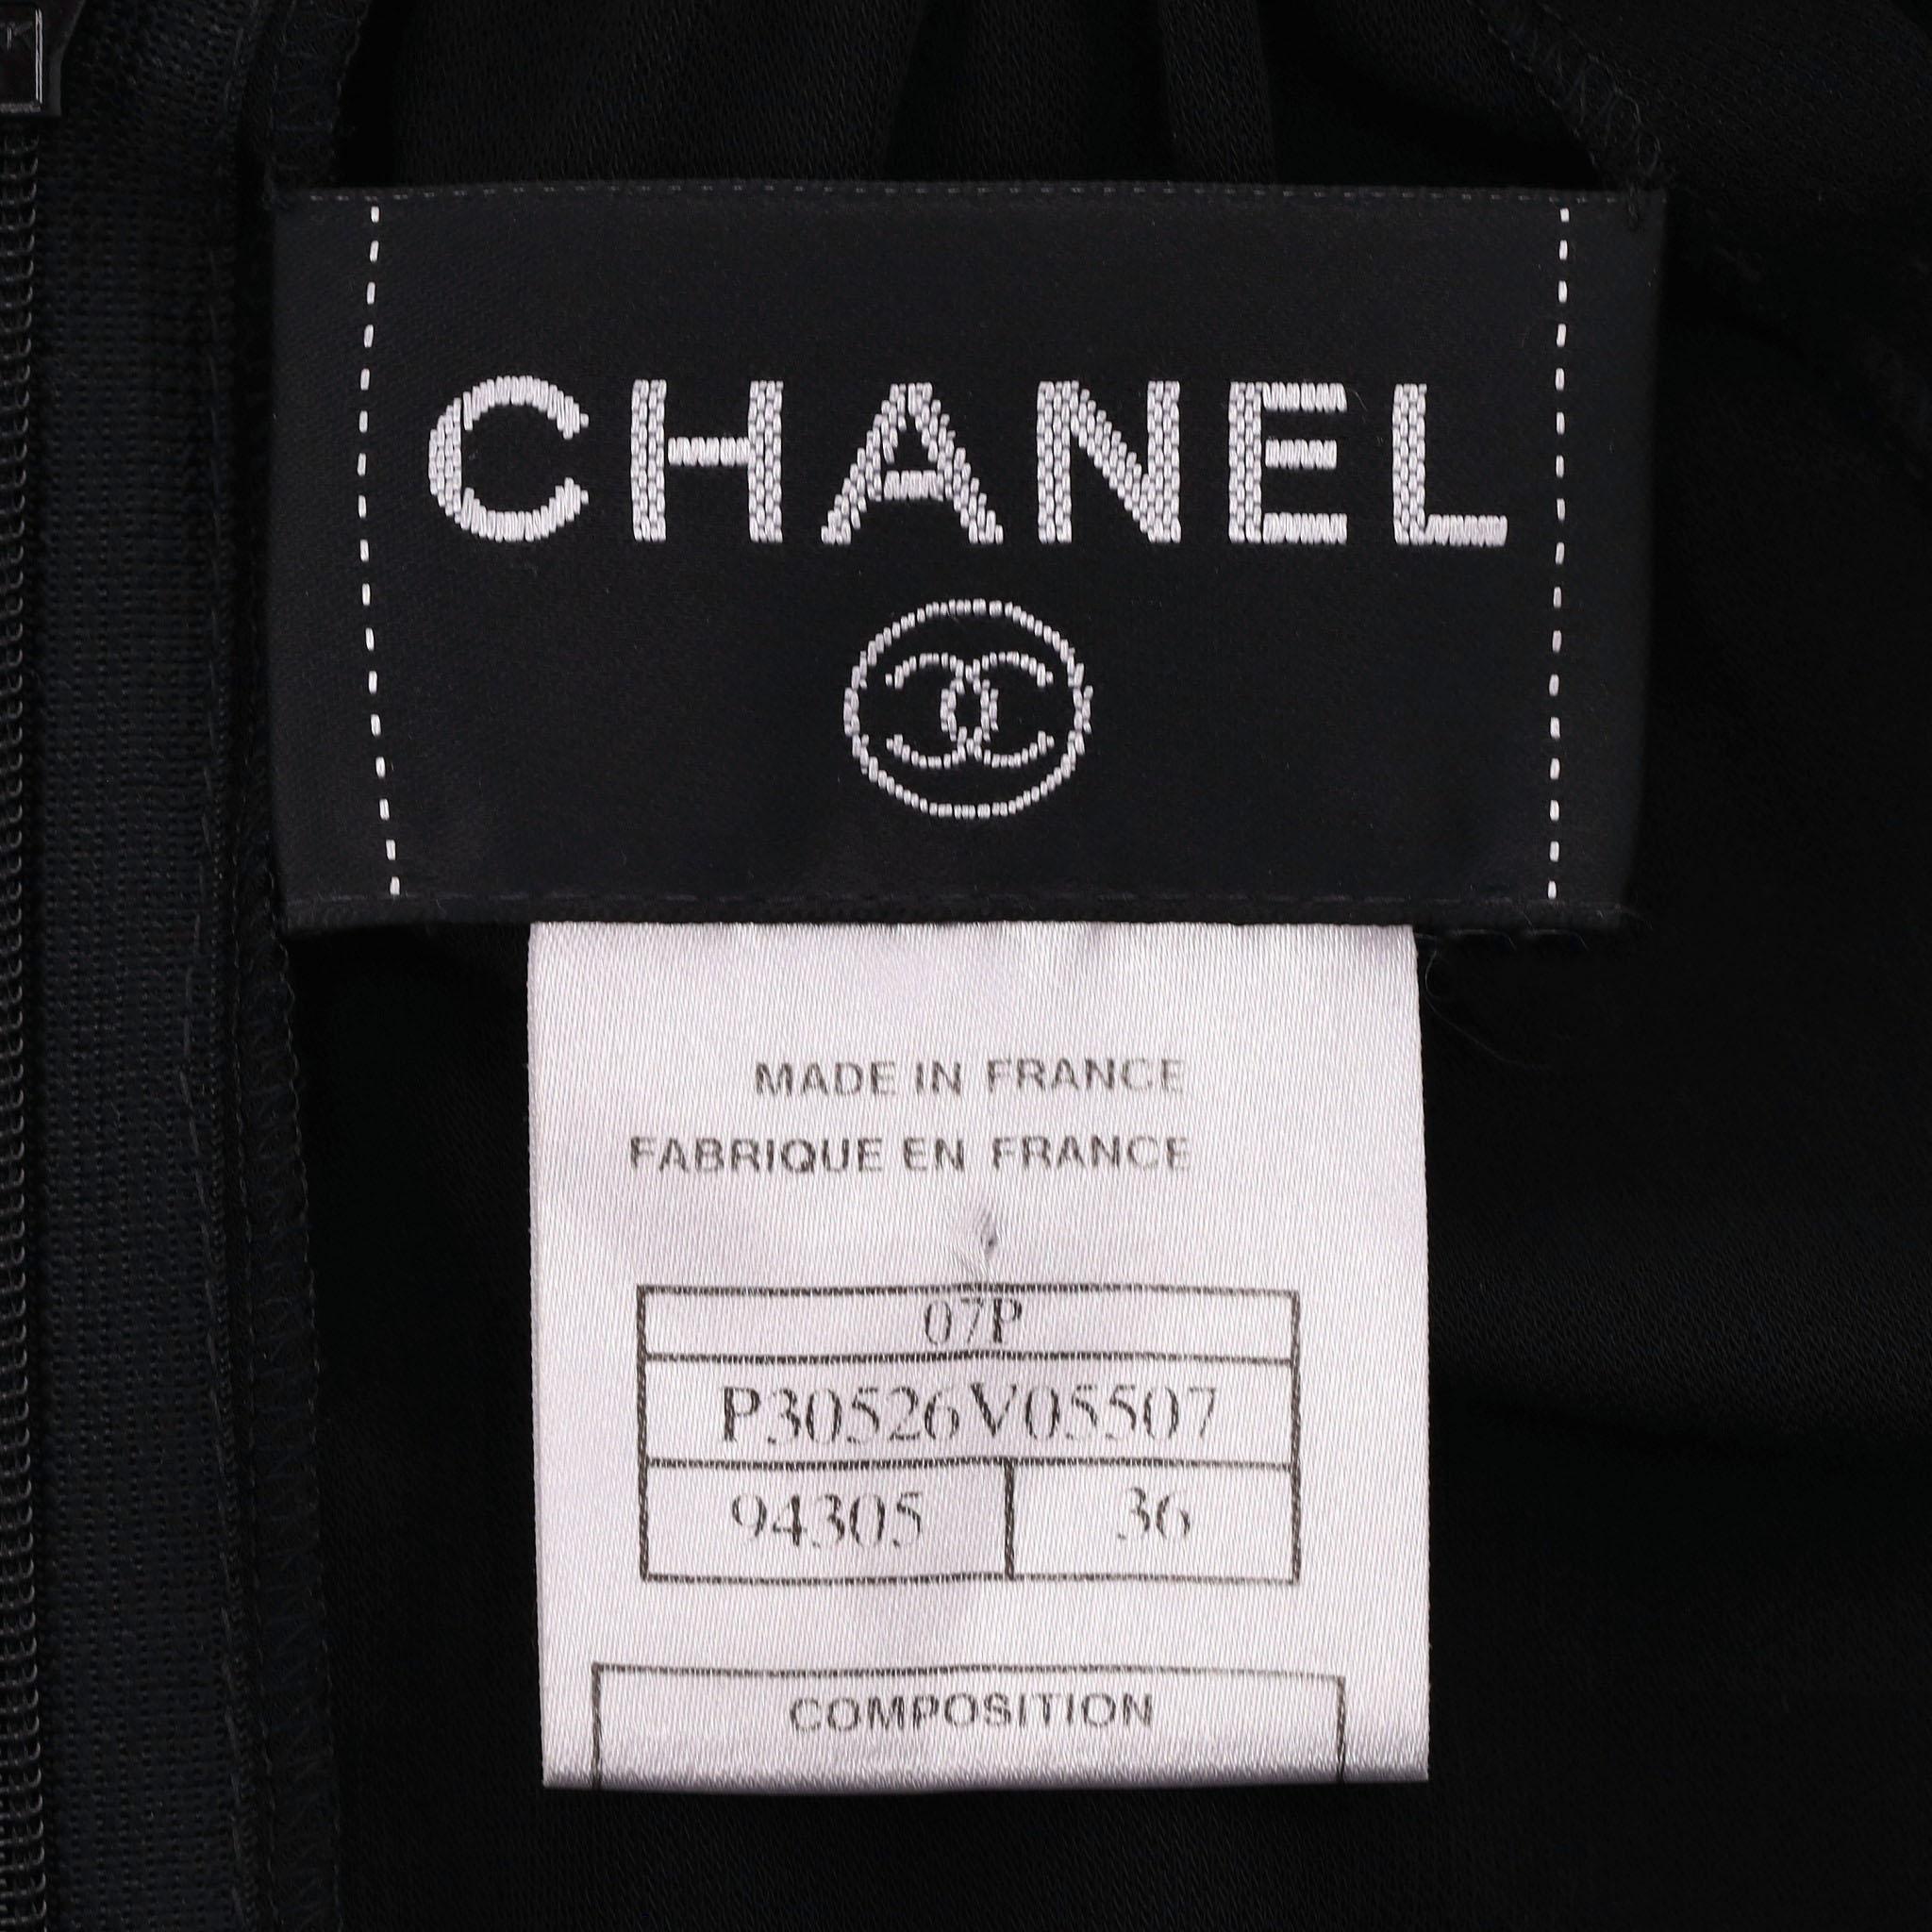 CHANEL
MADE IN FRANCE
FABRIQUE EN FRANCE
07P
P30526V05507
94305 36
COMPOSITION